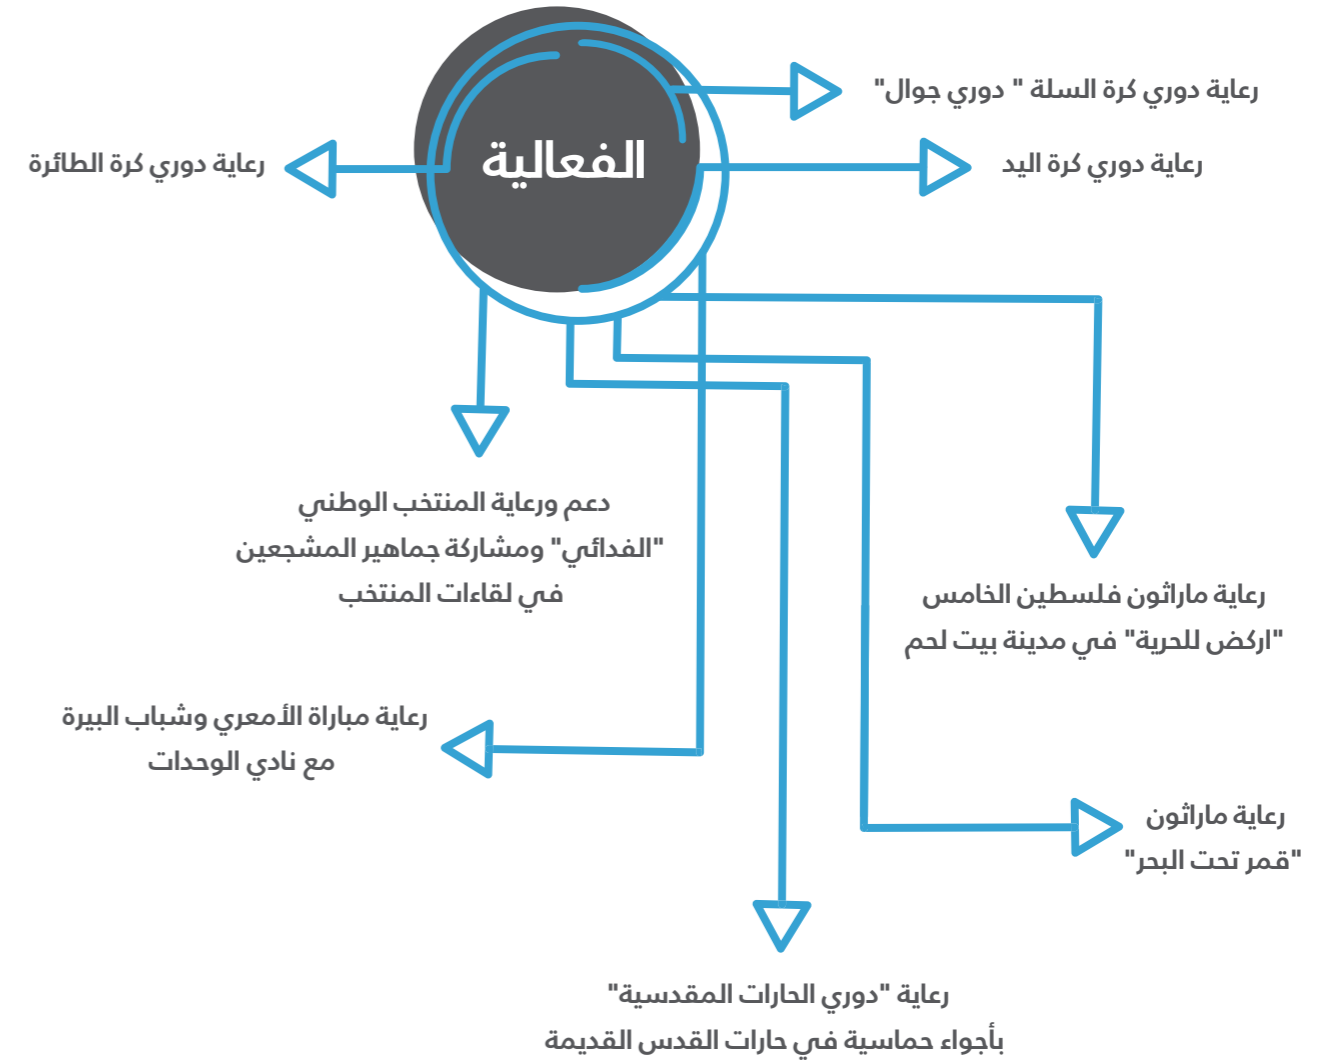 الفعالية
رعاية دوري كرة السلة " دوري جوال"
رعاية دوري كرة اليد
رعاية دوري كرة الطائرة
دعم ورعاية المنتخب الوطني
"الفدائي" ومشاركة جماهير المشجعين
في لقاءات المنتخب
رعاية ماراثون فلسطين الخامس
"اركض للحرية" في مدينة بيت لحم
رعاية مباراة الأمعري وشباب البيرة
مع نادي الوحدات
رعاية ماراثون
"قمر تحت البحر"
رعاية "دوري الحارات المقدسية"
بأجواء حماسية في حارات القدس القديمة